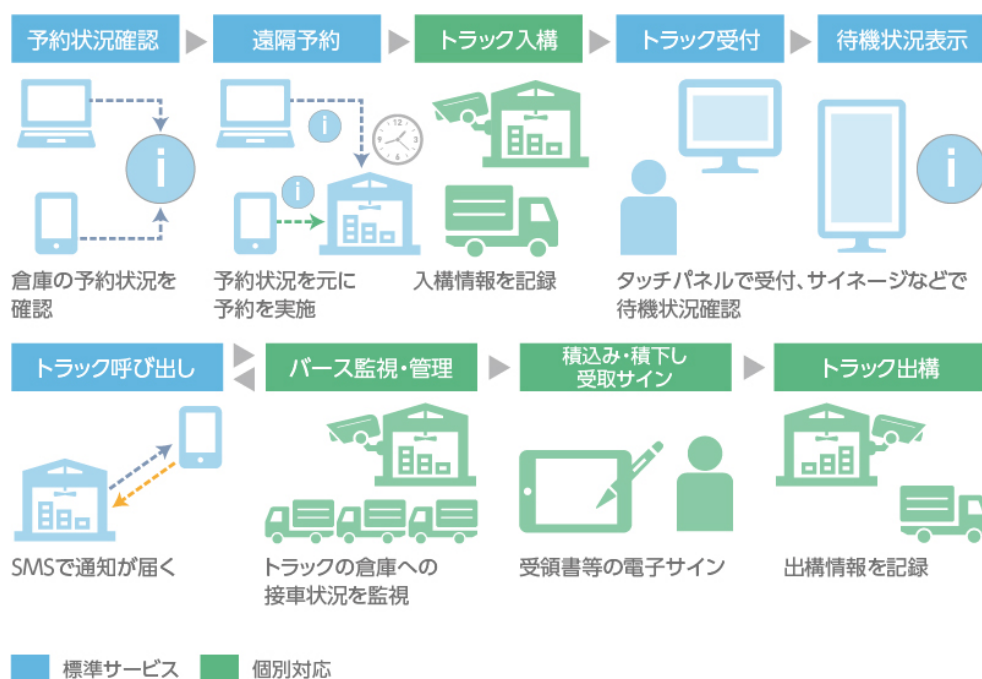 予約状況確認
遠隔予約
トラック入構
トラック受付
待機状況表示
倉庫の予約状況を
確認
予約状況を元に
予約を実施
入構情報を記録
タッチパネルで受付、サイネージなどで
待機状況確認
トラック呼び出し
バース監視・管理
積込み・積下し
受取サイン
トラック出構
SMSで通知が届く
トラックの倉庫への
接車状況を監視
受領書等の電子サイン
出構情報を記録
標準サービス
個別対応